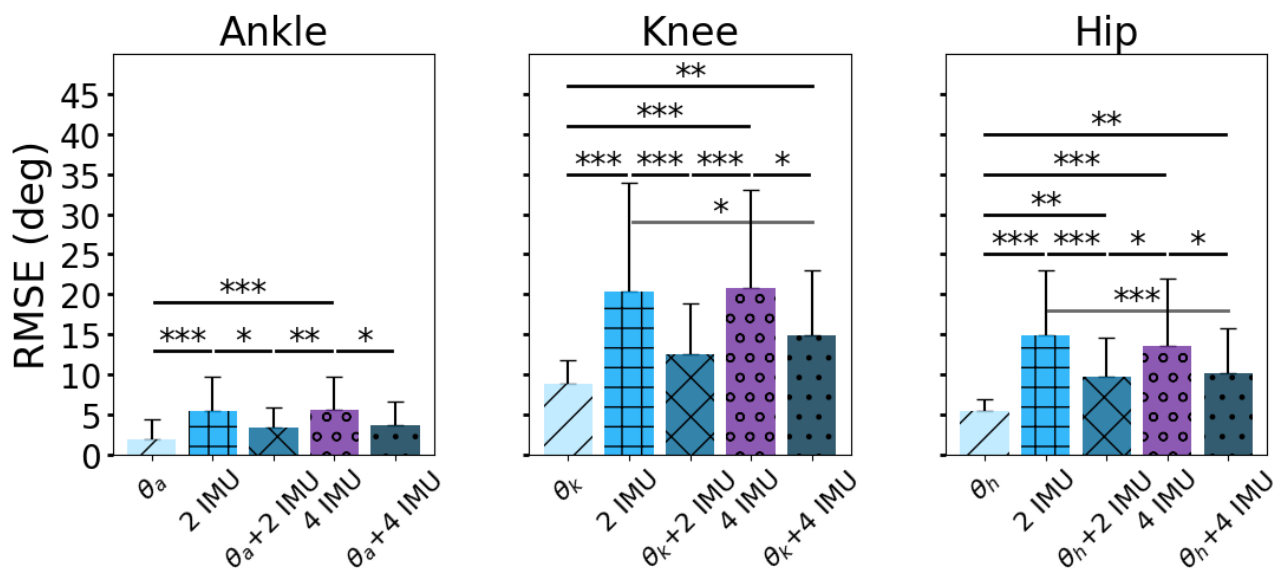 Ankle
Knee
Hip
RMSE (deg)
45
40
35
30
25
20
15
10
5
0
***
*** * ** *
θa
2 IMU
θa+2 IMU
4 IMU
θa+4 IMU
**
***
*** *** *** *
*
θk
2 IMU
θk+2 IMU
4 IMU
θk+4 IMU
**
***
**
*** *** * *
***
θh
2 IMU
θh+2 IMU
4 IMU
θh+4 IMU